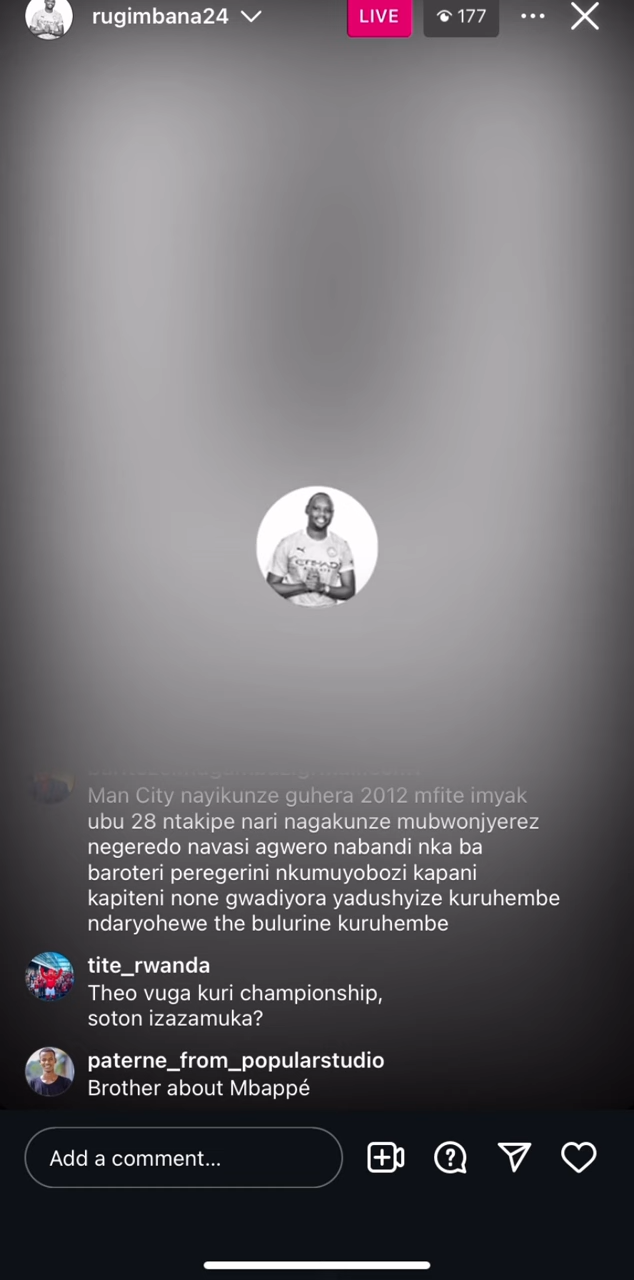 rugimbana24
LIVE
177
ETIHAD
Man City nayikunze guhera 2012 mfite imyak
ubu 28 ntakipe nari nagakunze mubwonjyerez
negeredo navasi agwero nabandi nka ba
baroteri peregerini nkumuyobozi kapani
kapiteni none gwadiyora yadushyize kuruhembe
ndaryohewe the bulurine kuruhembe
tite_rwanda
Theo vuga kuri championship,
soton izazamuka?
paterne_from_popularstudio
Brother about Mbappé
Add a comment...